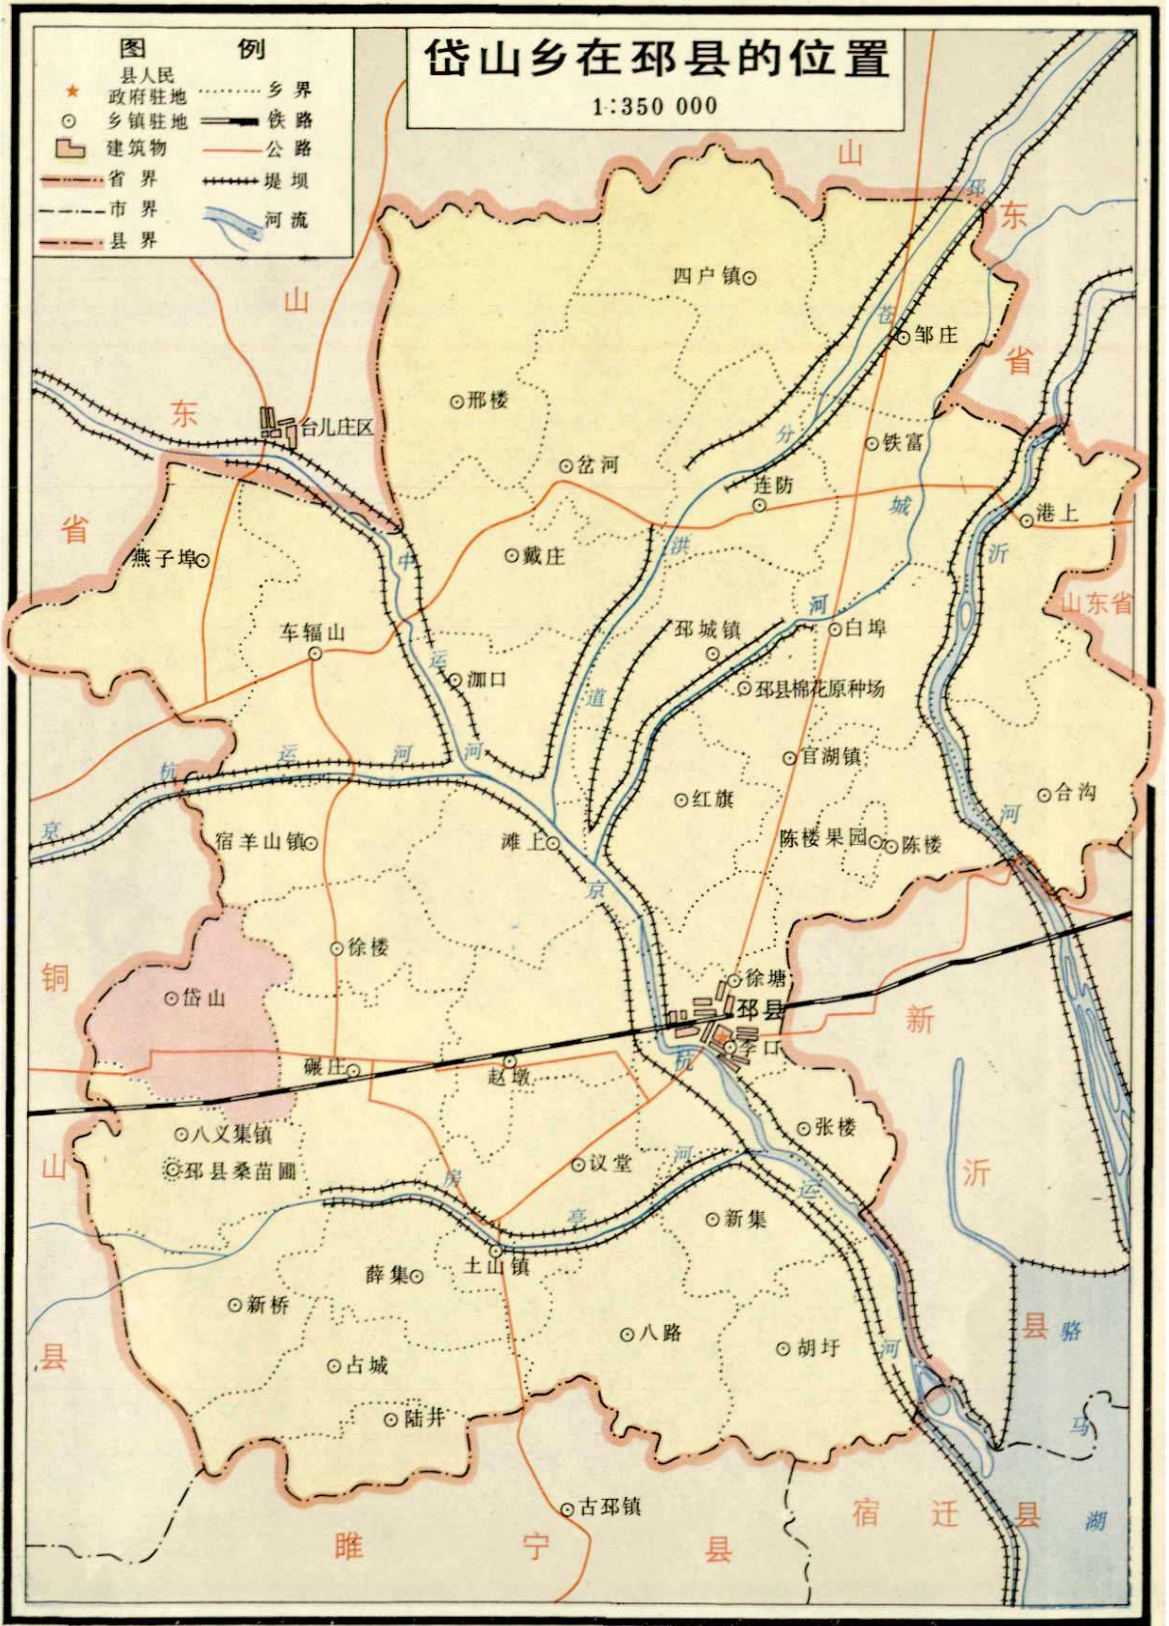 岱山乡在邳县的位置
1:350 000
图 例
县人民
政府驻地
乡镇驻地
建筑物
省 界
市 界
县 界
乡 界
铁 路
公 路
堤 坝
河 流
山
东
省
山
东
省
山东省
铜
山
县
新
沂
县
睢 宁 县
宿 迁 县
骆
马
湖
邳
苍
分
洪
道
城
河
沂
河
中
运
河
京
杭
运
河
京
杭
运
河
房
亭
河
四户镇
邹庄
邢楼
台儿庄区
铁富
岔河
连防
港上
燕子埠
戴庄
车辐山
邳城镇
白埠
泇口
邳县棉花原种场
官湖镇
红旗
合沟
宿羊山镇
滩上
陈楼果园
陈楼
徐楼
岱山
徐塘
邳县
李口
碾庄
赵墩
八义集镇
张楼
邳县桑苗圃
议堂
新集
土山镇
薛集
新桥
八路
胡圩
占城
陆井
古邳镇